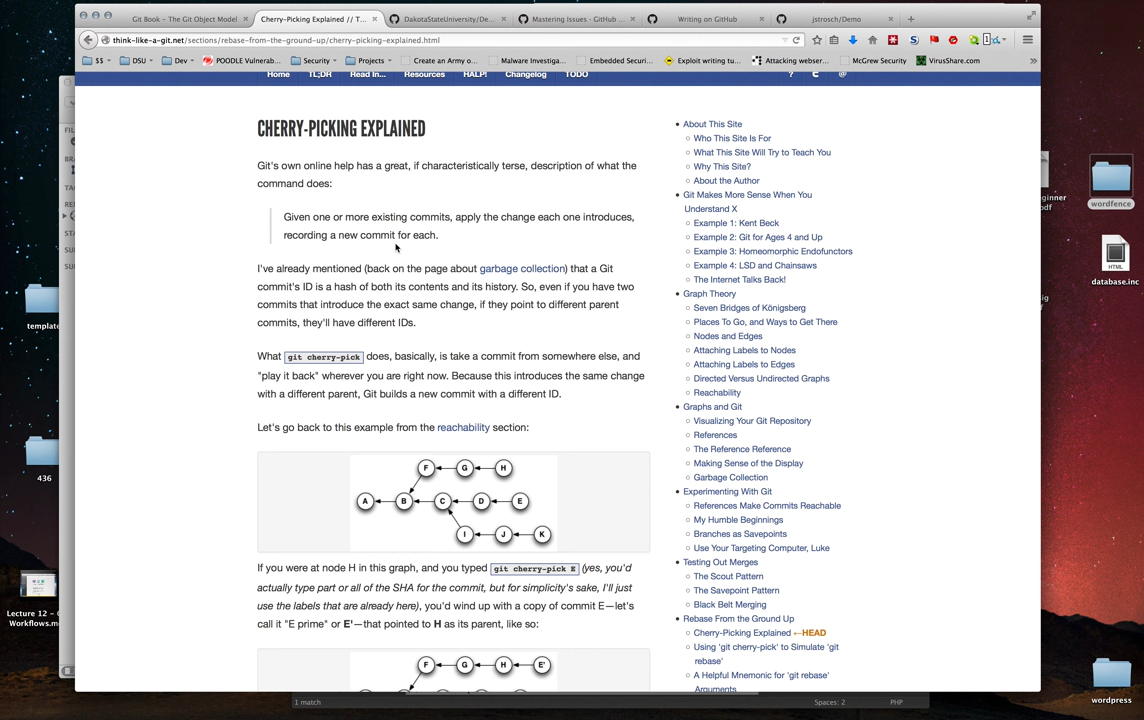 Git Book - The Git Object Model
Cherry-Picking Explained // T...
DakotaStateUniversity/De...
Mastering Issues · GitHub ...
Writing on GitHub
jstrosch/Demo
think-like-a-git.net/sections/rebase-from-the-ground-up/cherry-picking-explained.html
$$
DSU
Dev
POODLE Vulnerab...
Security
Projects
Create an Army o...
Malware Investiga...
Embedded Securi...
Exploit writing tu...
Attacking webser...
McGrew Security
VirusShare.com
Home TL;DR Read In... Resources HALP! Changelog TODO ? C @
CHERRY-PICKING EXPLAINED
Git's own online help has a great, if characteristically terse, description of what the
command does:
Given one or more existing commits, apply the change each one introduces,
recording a new commit for each.
I've already mentioned (back on the page about garbage collection) that a Git
commit's ID is a hash of both its contents and its history. So, even if you have two
commits that introduce the exact same change, if they point to different parent
commits, they'll have different IDs.
What git cherry-pick does, basically, is take a commit from somewhere else, and
"play it back" wherever you are right now. Because this introduces the same change
with a different parent, Git builds a new commit with a different ID.
Let's go back to this example from the reachability section:
F G H
A B C D E
I J K
If you were at node H in this graph, and you typed git cherry-pick E (yes, you'd
actually type part or all of the SHA for the commit, but for simplicity's sake, I'll just
use the labels that are already here), you'd wind up with a copy of commit E—let's
call it "E prime" or E'—that pointed to H as its parent, like so:
F G H E'
About This Site
Who This Site Is For
What This Site Will Try to Teach You
Why This Site?
About the Author
Git Makes More Sense When You
Understand X
Example 1: Kent Beck
Example 2: Git for Ages 4 and Up
Example 3: Homeomorphic Endofunctors
Example 4: LSD and Chainsaws
The Internet Talks Back!
Graph Theory
Seven Bridges of Königsberg
Places To Go, and Ways to Get There
Nodes and Edges
Attaching Labels to Nodes
Attaching Labels to Edges
Directed Versus Undirected Graphs
Reachability
Graphs and Git
Visualizing Your Git Repository
References
The Reference Reference
Making Sense of the Display
Garbage Collection
Experimenting With Git
References Make Commits Reachable
My Humble Beginnings
Branches as Savepoints
Use Your Targeting Computer, Luke
Testing Out Merges
The Scout Pattern
The Savepoint Pattern
Black Belt Merging
Rebase From the Ground Up
Cherry-Picking Explained ←HEAD
Using 'git cherry-pick' to Simulate 'git
rebase'
A Helpful Mnemonic for 'git rebase'
Arguments
1 match
Spaces: 2
PHP
templat
436
Lecture 12 –
Workflows.m
wordfence
HTML
database.inc
wordpress